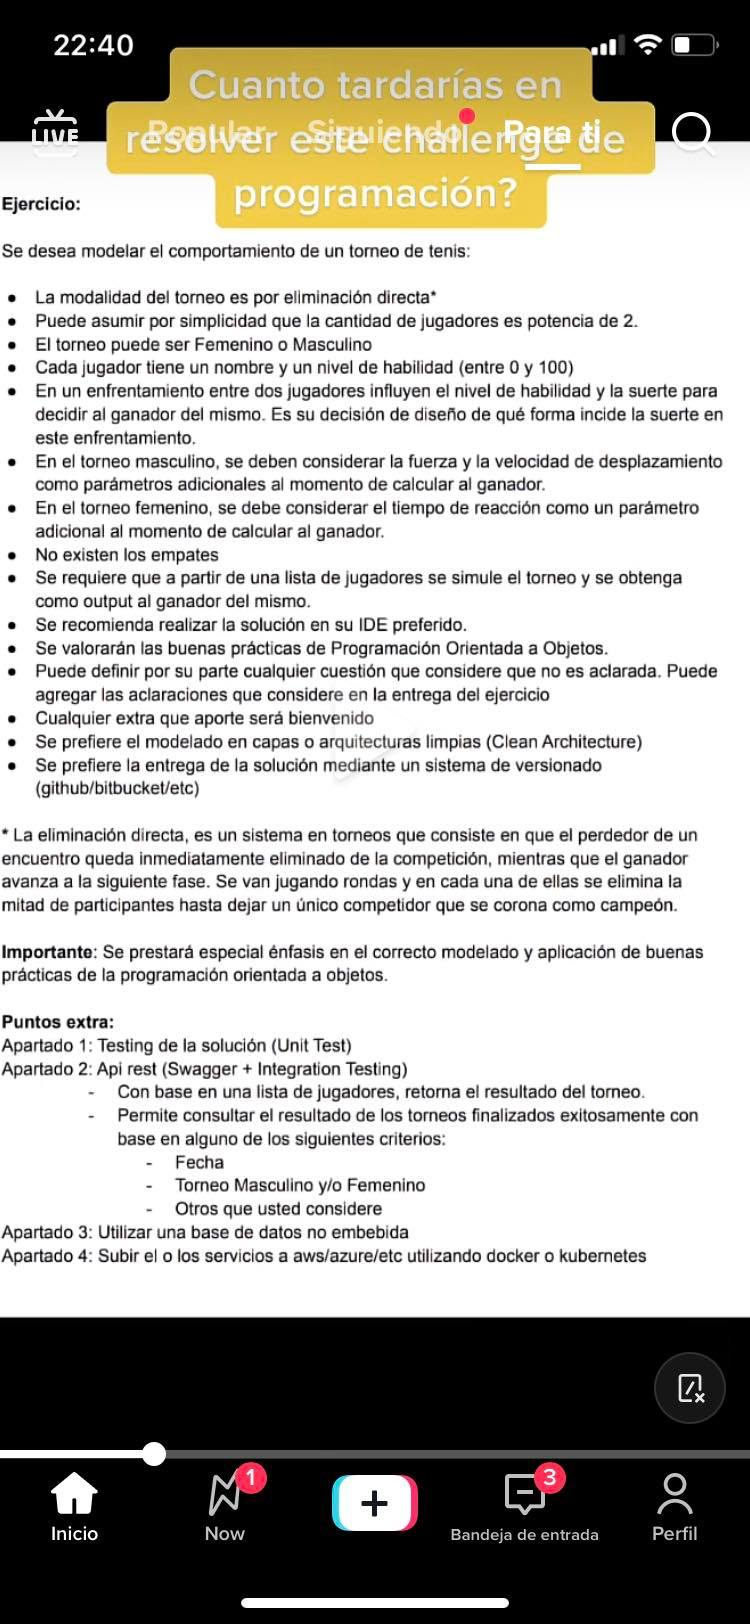 22:40
Cuanto tardarías en
resolver este challenge de
programación?
LIVE
Popular Siguiendo Para ti
Ejercicio:
Se desea modelar el comportamiento de un torneo de tenis:
● La modalidad del torneo es por eliminación directa*
● Puede asumir por simplicidad que la cantidad de jugadores es potencia de 2.
● El torneo puede ser Femenino o Masculino
● Cada jugador tiene un nombre y un nivel de habilidad (entre 0 y 100)
● En un enfrentamiento entre dos jugadores influyen el nivel de habilidad y la suerte para
decidir al ganador del mismo. Es su decisión de diseño de qué forma incide la suerte en
este enfrentamiento.
● En el torneo masculino, se deben considerar la fuerza y la velocidad de desplazamiento
como parámetros adicionales al momento de calcular al ganador.
● En el torneo femenino, se debe considerar el tiempo de reacción como un parámetro
adicional al momento de calcular al ganador.
● No existen los empates
● Se requiere que a partir de una lista de jugadores se simule el torneo y se obtenga
como output al ganador del mismo.
● Se recomienda realizar la solución en su IDE preferido.
● Se valorarán las buenas prácticas de Programación Orientada a Objetos.
● Puede definir por su parte cualquier cuestión que considere que no es aclarada. Puede
agregar las aclaraciones que considere en la entrega del ejercicio
● Cualquier extra que aporte será bienvenido
● Se prefiere el modelado en capas o arquitecturas limpias (Clean Architecture)
● Se prefiere la entrega de la solución mediante un sistema de versionado
(github/bitbucket/etc)
* La eliminación directa, es un sistema en torneos que consiste en que el perdedor de un
encuentro queda inmediatamente eliminado de la competición, mientras que el ganador
avanza a la siguiente fase. Se van jugando rondas y en cada una de ellas se elimina la
mitad de participantes hasta dejar un único competidor que se corona como campeón.
Importante: Se prestará especial énfasis en el correcto modelado y aplicación de buenas
prácticas de la programación orientada a objetos.
Puntos extra:
Apartado 1: Testing de la solución (Unit Test)
Apartado 2: Api rest (Swagger + Integration Testing)
- Con base en una lista de jugadores, retorna el resultado del torneo.
- Permite consultar el resultado de los torneos finalizados exitosamente con
base en alguno de los siguientes criterios:
- Fecha
- Torneo Masculino y/o Femenino
- Otros que usted considere
Apartado 3: Utilizar una base de datos no embebida
Apartado 4: Subir el o los servicios a aws/azure/etc utilizando docker o kubernetes
1 3
Inicio Now Bandeja de entrada Perfil